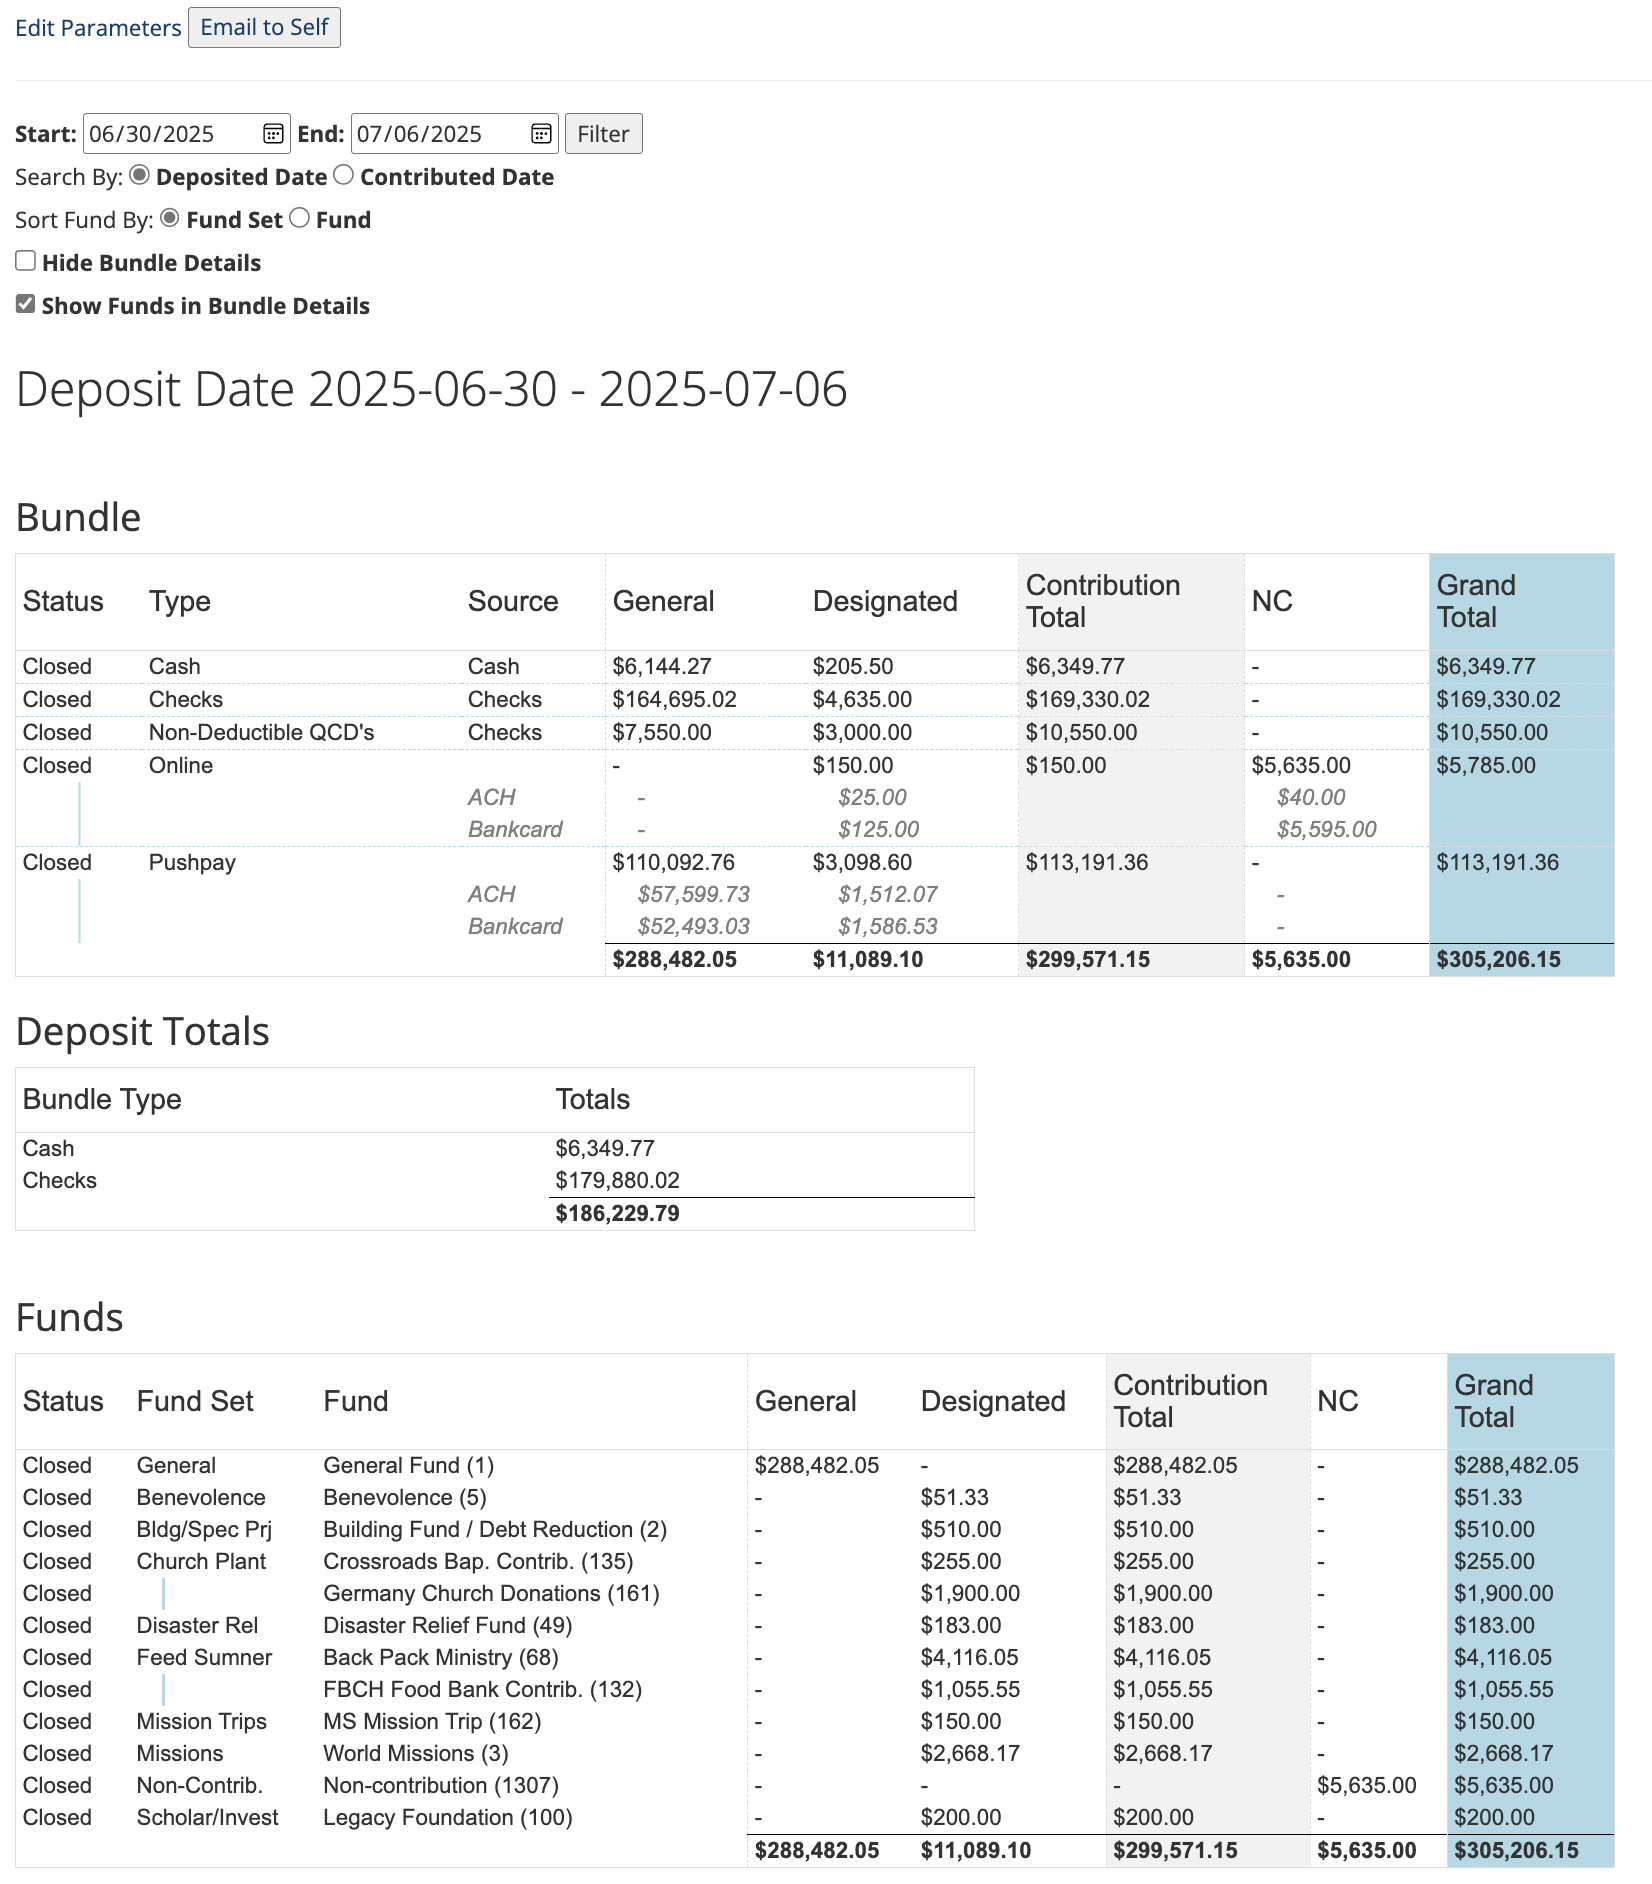 Edit Parameters Email to Self
Start: 06/30/2025 End: 07/06/2025 Filter
Search By: Deposited Date Contributed Date
Sort Fund By: Fund Set Fund
Hide Bundle Details
Show Funds in Bundle Details
Deposit Date 2025-06-30 - 2025-07-06
Bundle
Status Type Source General Designated Contribution Total NC Grand Total
Closed Cash Cash $6,144.27 $205.50 $6,349.77 - $6,349.77
Closed Checks Checks $164,695.02 $4,635.00 $169,330.02 - $169,330.02
Closed Non-Deductible QCD's Checks $7,550.00 $3,000.00 $10,550.00 - $10,550.00
Closed Online - $150.00 $150.00 $5,635.00 $5,785.00
ACH - $25.00 $40.00
Bankcard - $125.00 $5,595.00
Closed Pushpay $110,092.76 $3,098.60 $113,191.36 - $113,191.36
ACH $57,599.73 $1,512.07 -
Bankcard $52,493.03 $1,586.53 -
$288,482.05 $11,089.10 $299,571.15 $5,635.00 $305,206.15
Deposit Totals
Bundle Type Totals
Cash $6,349.77
Checks $179,880.02
$186,229.79
Funds
Status Fund Set Fund General Designated Contribution Total NC Grand Total
Closed General General Fund (1) $288,482.05 - $288,482.05 - $288,482.05
Closed Benevolence Benevolence (5) - $51.33 $51.33 - $51.33
Closed Bldg/Spec Prj Building Fund / Debt Reduction (2) - $510.00 $510.00 - $510.00
Closed Church Plant Crossroads Bap. Contrib. (135) - $255.00 $255.00 - $255.00
Closed Germany Church Donations (161) - $1,900.00 $1,900.00 - $1,900.00
Closed Disaster Rel Disaster Relief Fund (49) - $183.00 $183.00 - $183.00
Closed Feed Sumner Back Pack Ministry (68) - $4,116.05 $4,116.05 - $4,116.05
Closed FBCH Food Bank Contrib. (132) - $1,055.55 $1,055.55 - $1,055.55
Closed Mission Trips MS Mission Trip (162) - $150.00 $150.00 - $150.00
Closed Missions World Missions (3) - $2,668.17 $2,668.17 - $2,668.17
Closed Non-Contrib. Non-contribution (1307) - - - $5,635.00 $5,635.00
Closed Scholar/Invest Legacy Foundation (100) - $200.00 $200.00 - $200.00
$288,482.05 $11,089.10 $299,571.15 $5,635.00 $305,206.15